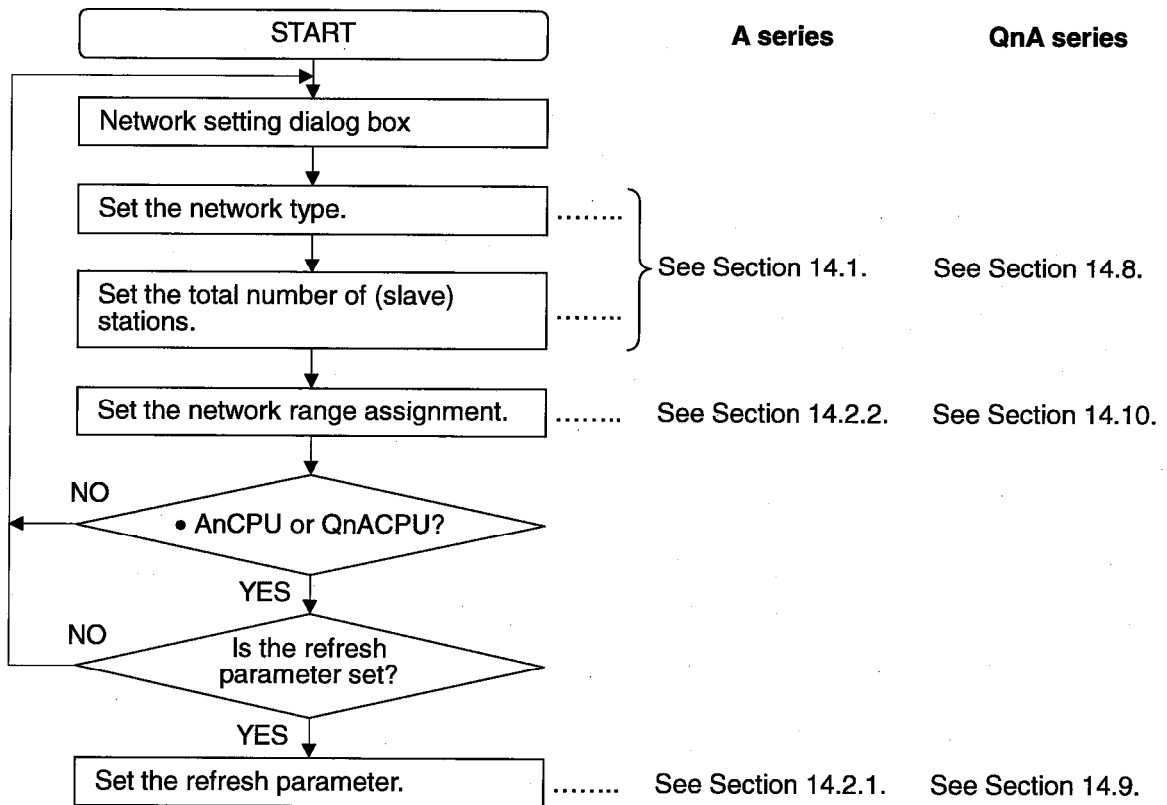 START
A series
QnA series
Network setting dialog box
Set the network type.
........
Set the total number of (slave)
stations.
........
See Section 14.1.
See Section 14.8.
Set the network range assignment.
........
See Section 14.2.2.
See Section 14.10.
NO
• AnCPU or QnACPU?
YES
NO
Is the refresh
parameter set?
YES
Set the refresh parameter.
........
See Section 14.2.1.
See Section 14.9.